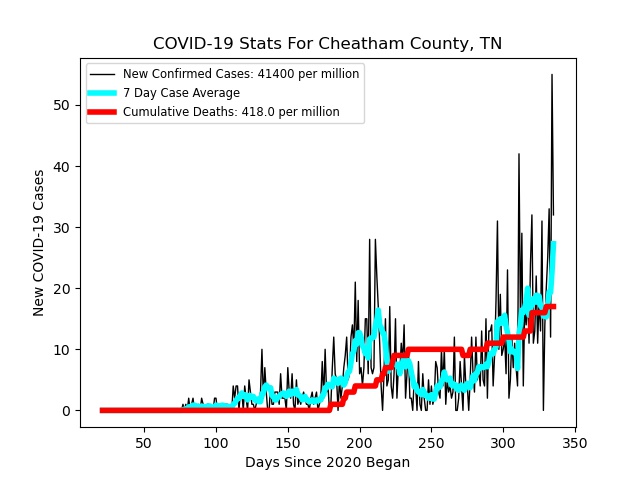 COVID-19 Stats For Cheatham County, TN
New Confirmed Cases: 41400 per million
7 Day Case Average
Cumulative Deaths: 418.0 per million
New COVID-19 Cases
50
40
30
20
10
0
50 100 150 200 250 300 350
Days Since 2020 Began